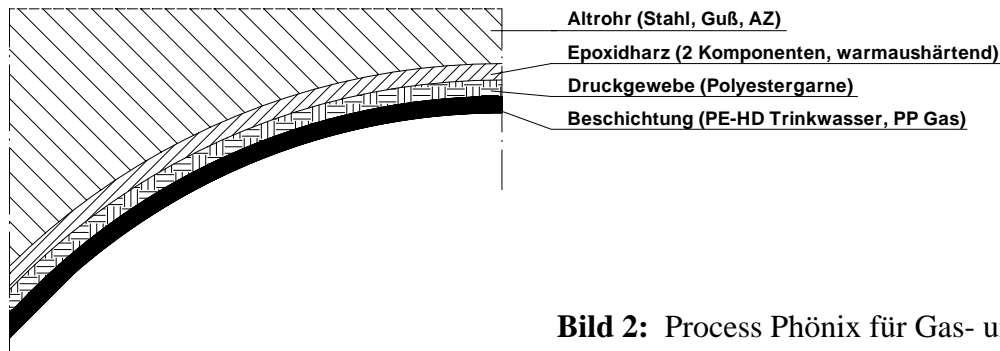 Altrohr (Stahl, Guß, AZ)
Epoxidharz (2 Komponenten, warmaushärtend)
Druckgewebe (Polyestergarne)
Beschichtung (PE-HD Trinkwasser, PP Gas)
Bild 2: Process Phönix für Gas- u